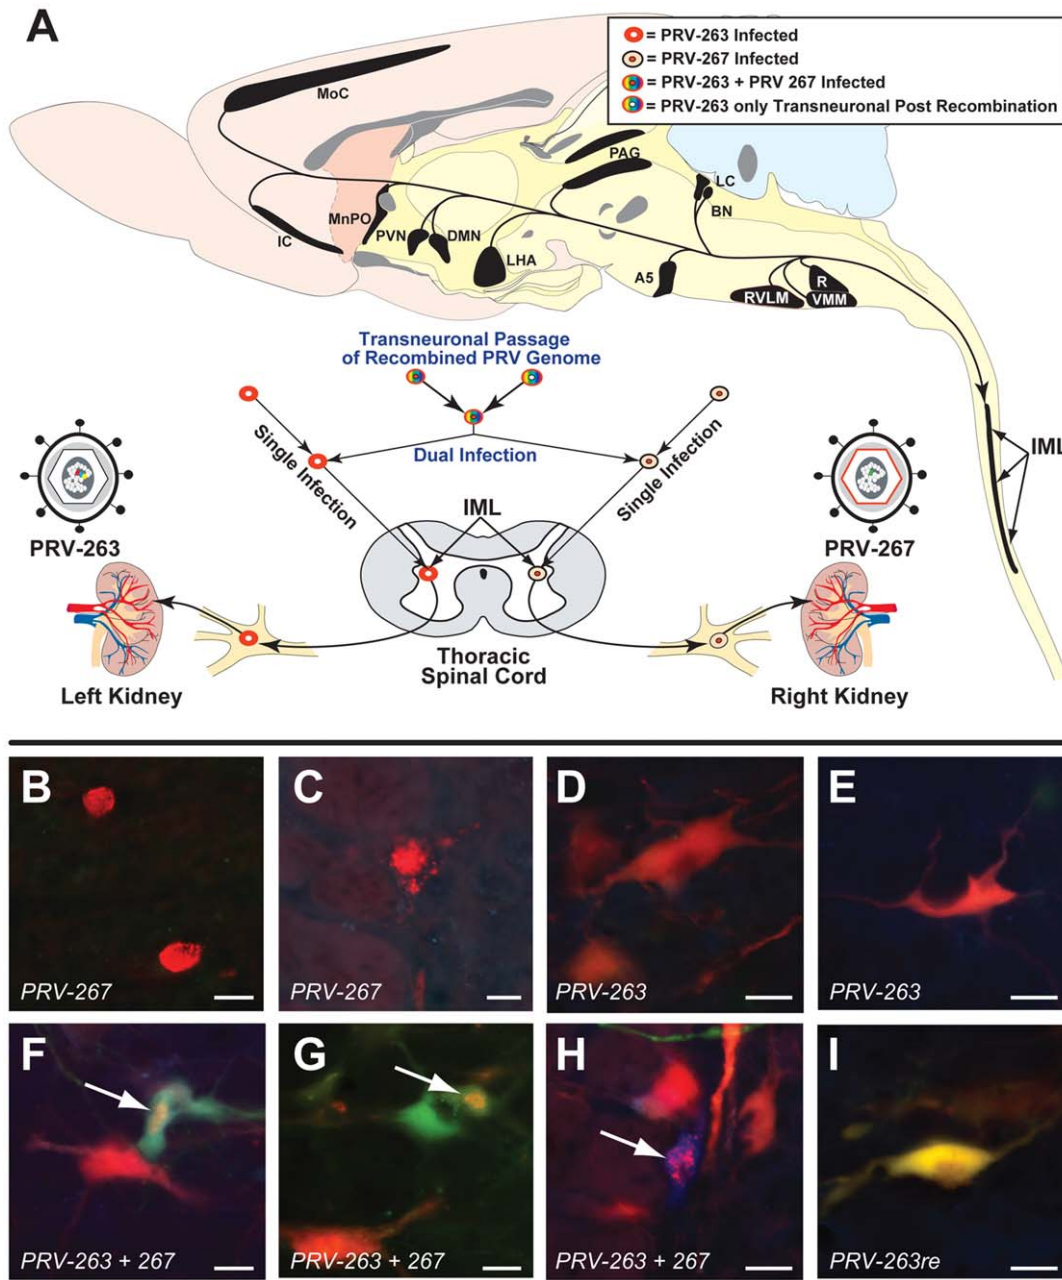 A
= PRV-263 Infected
= PRV-267 Infected
= PRV-263 + PRV 267 Infected
= PRV-263 only Transneuronal Post Recombination
MoC
PAG
LC
BN
MnPO
IC
PVN
DMN
LHA
A5
R
RVLM
VMM
Transneuronal Passage
of Recombined PRV Genome
Single Infection
Dual Infection
Single Infection
IML
IML
PRV-263
PRV-267
Thoracic
Spinal Cord
Left Kidney
Right Kidney
B
PRV-267
C
PRV-267
D
PRV-263
E
PRV-263
F
PRV-263 + 267
G
PRV-263 + 267
H
PRV-263 + 267
I
PRV-263re